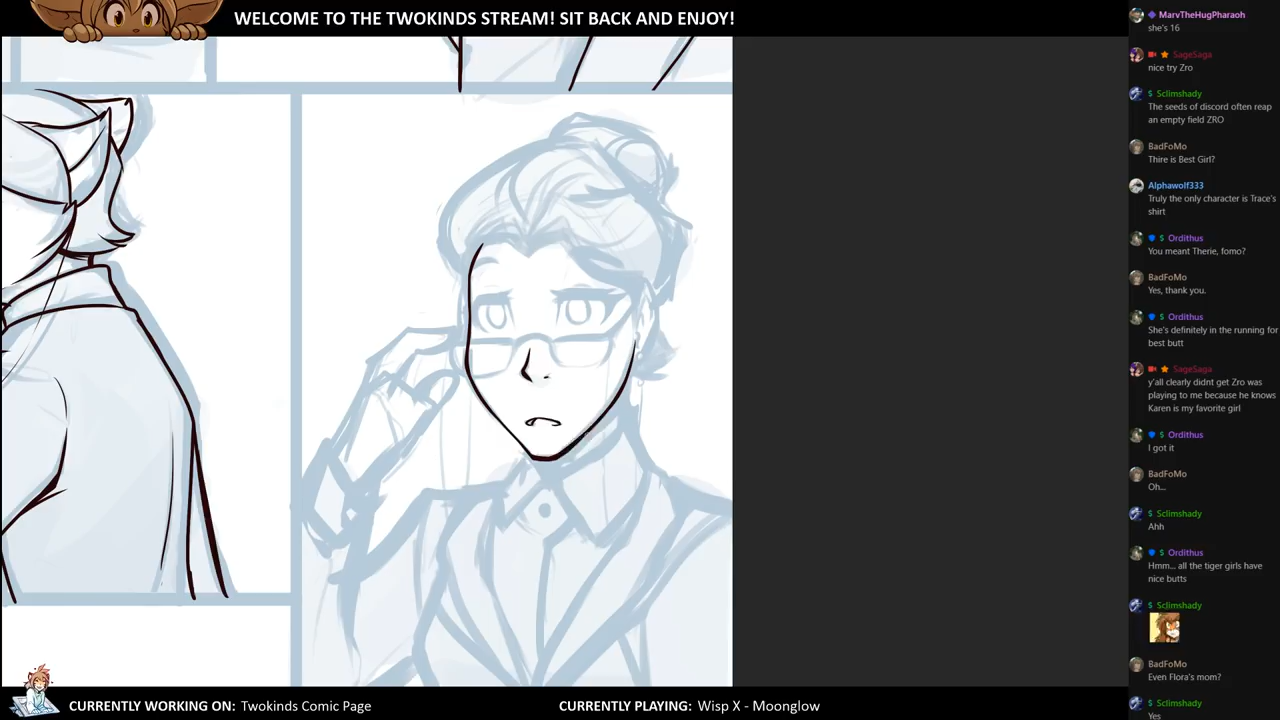 WELCOME TO THE TWOKINDS STREAM! SIT BACK AND ENJOY!
MarvTheHugPharaoh
she's 16
SageSaga
nice try Zro
$ Sclimshady
The seeds of discord often reap
an empty field ZRO
BadFoMo
Thire is Best Girl?
Alphawolf333
Truly the only character is Trace's
shirt
$ Ordithus
You meant Therie, fomo?
BadFoMo
Yes, thank you.
$ Ordithus
She's definitely in the running for
best butt
SageSaga
y'all clearly didnt get Zro was
playing to me because he knows
Karen is my favorite girl
$ Ordithus
I got it
BadFoMo
Oh...
$ Sclimshady
Ahh
$ Ordithus
Hmm... all the tiger girls have
nice butts
$ Sclimshady
BadFoMo
Even Flora's mom?
$ Sclimshady
Yes
CURRENTLY WORKING ON: Twokinds Comic Page
CURRENTLY PLAYING: Wisp X - Moonglow